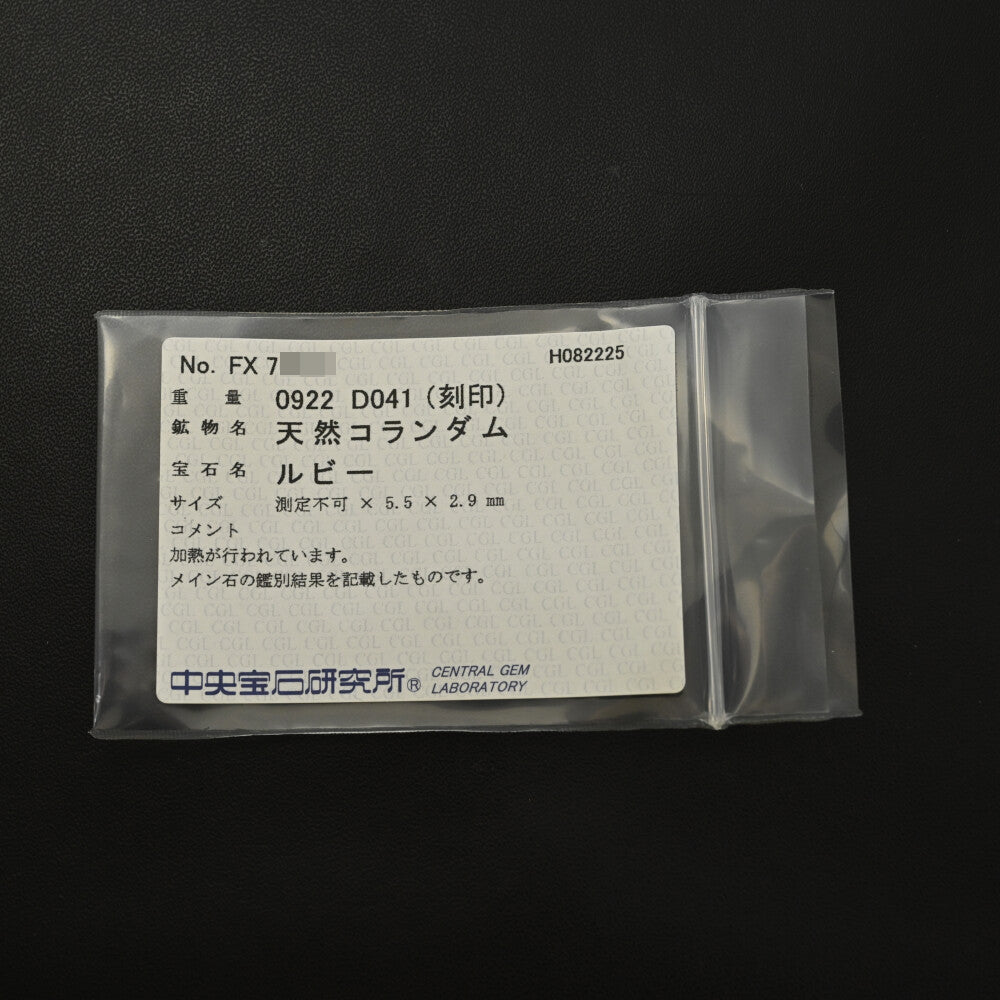 No. FX 7
H082225
重量 0922 D041 (刻印)
鉱物名 天然コランダム
宝石名 ルビー
サイズ 測定不可 × 5.5 × 2.9 mm
コメント
加熱が行われています。
メイン石の鑑別結果を記載したものです。
中央宝石研究所® CENTRAL GEM
LABORATORY